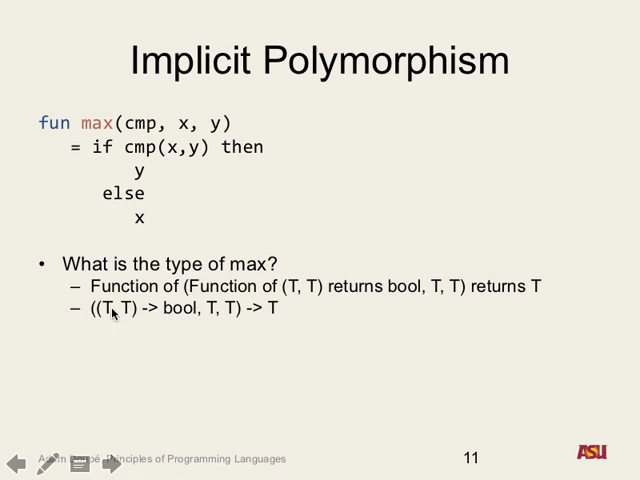 Implicit Polymorphism
fun max(cmp, x, y)
= if cmp(x,y) then
y
else
x
• What is the type of max?
– Function of (Function of (T, T) returns bool, T, T) returns T
– ((T, T) -> bool, T, T) -> T
Principles of Programming Languages
11
ASU